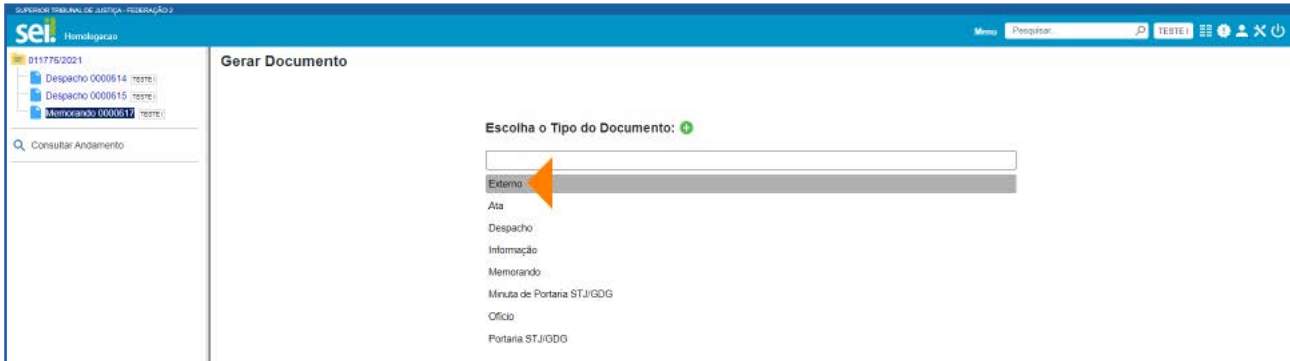 SUPERIOR TRIBUNAL DE JUSTIÇA - FEDERAÇÃO 2
sei! Homologacao
Menu Pesquisar... TESTE I
011776/2021
Despacho 0000614 TESTE I
Despacho 0000615 TESTE I
Memorando 0000617 TESTE I
Consultar Andamento
Gerar Documento
Escolha o Tipo do Documento:
Externo
Ata
Despacho
Informação
Memorando
Minuta de Portaria STJ/GDG
Ofício
Portaria STJ/GDG